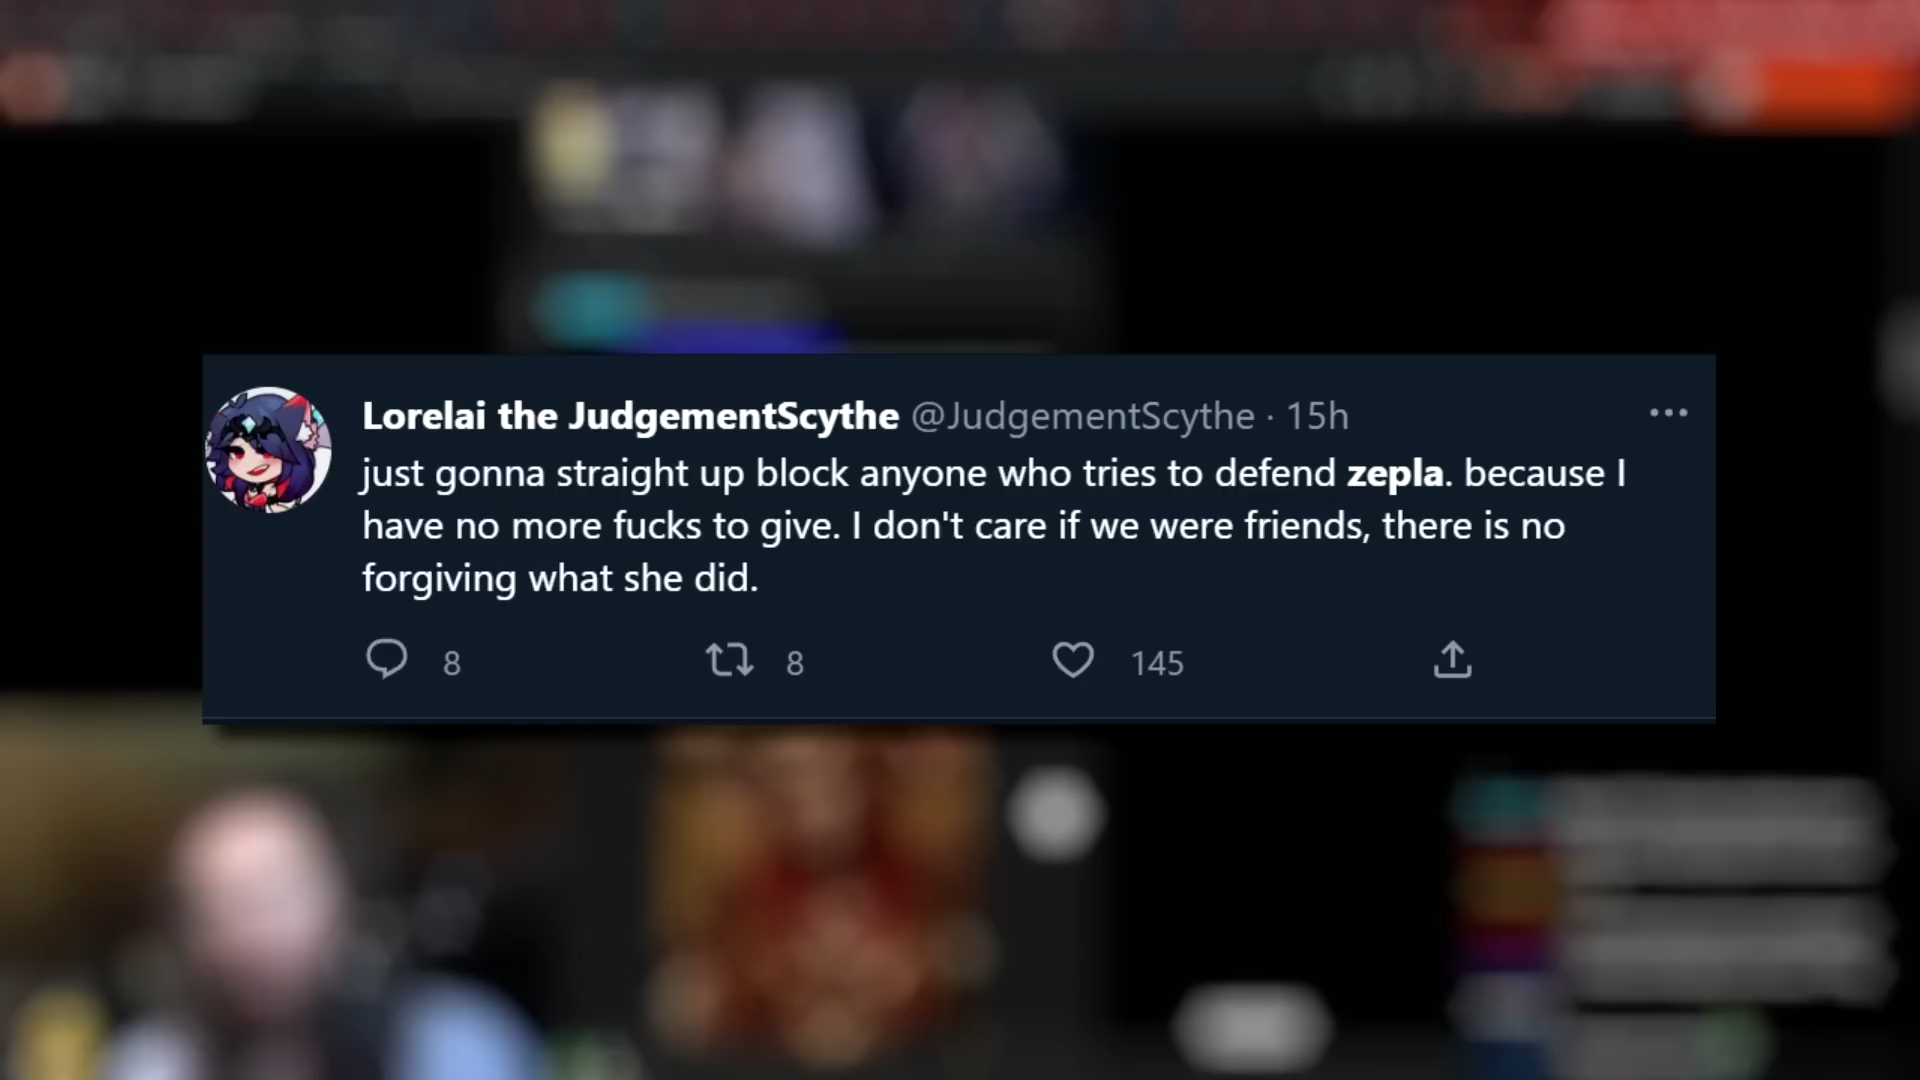 Lorelai the JudgementScythe @JudgementScythe · 15h
just gonna straight up block anyone who tries to defend zepla. because I
have no more fucks to give. I don't care if we were friends, there is no
forgiving what she did.
8 8 145